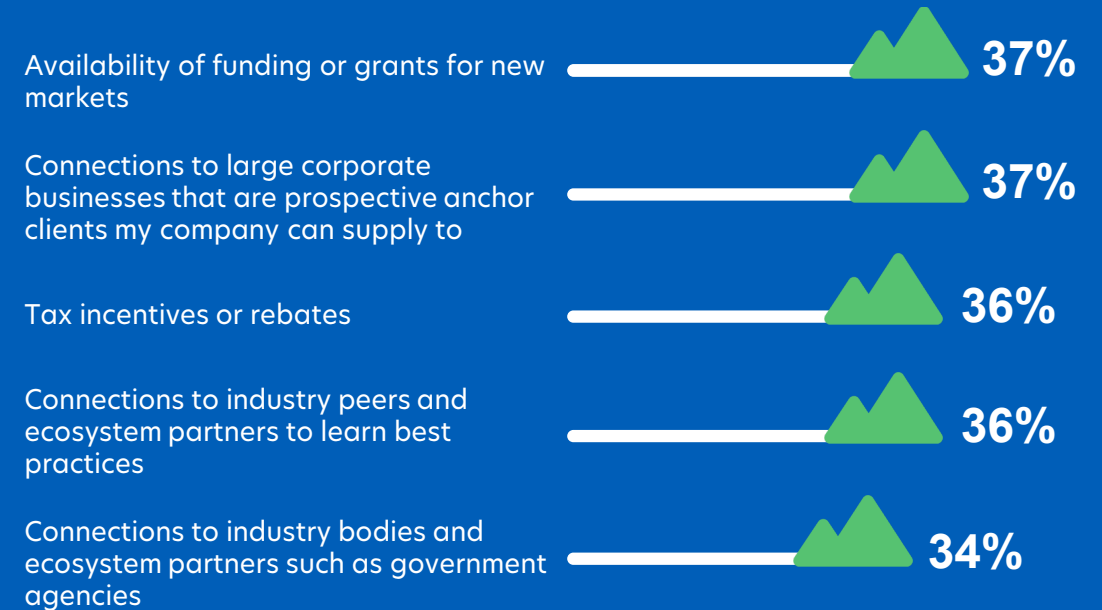 Availability of funding or grants for new
markets
37%
Connections to large corporate
businesses that are prospective anchor
clients my company can supply to
37%
Tax incentives or rebates
36%
Connections to industry peers and
ecosystem partners to learn best
practices
36%
Connections to industry bodies and
ecosystem partners such as government
agencies
34%